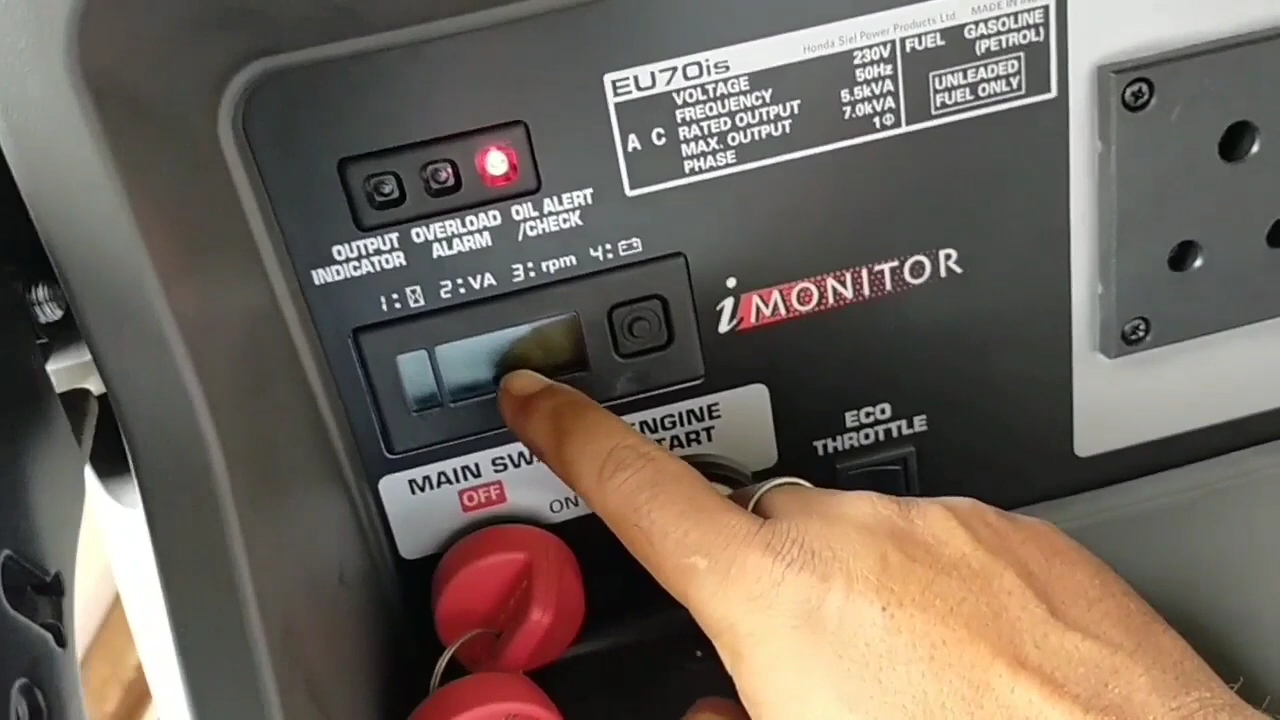 Honda Siel Power Products Ltd
MADE IN
EU70is
A C
VOLTAGE 230V
FREQUENCY 50Hz
RATED OUTPUT 5.5kVA
MAX. OUTPUT 7.0kVA
PHASE 1Φ
FUEL GASOLINE
(PETROL)
UNLEADED
FUEL ONLY
OUTPUT
INDICATOR
OVERLOAD
ALARM
OIL ALERT
/CHECK
1: 2:VA 3:rpm 4:
i MONITOR
MAIN SW
OFF
ON
ENGINE
START
ECO
THROTTLE